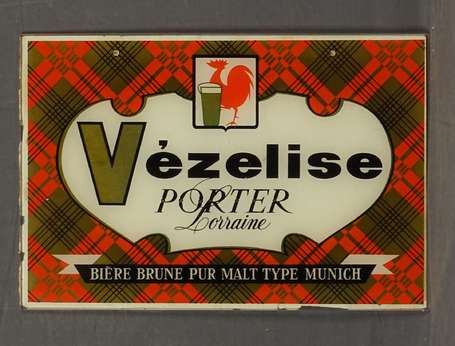 Vézelise
PORTER
Lorraine
BIÈRE BRUNE PUR MALT TYPE MUNICH